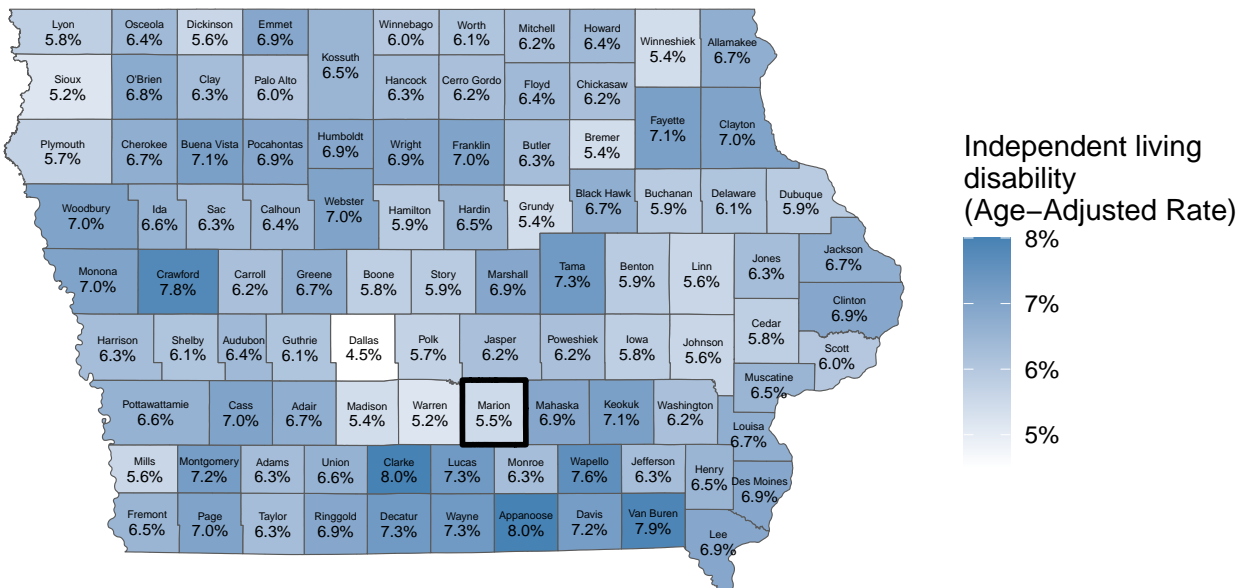 Lyon
5.8%
Osceola
6.4%
Dickinson
5.6%
Emmet
6.9%
Kossuth
6.5%
Winnebago
6.0%
Worth
6.1%
Mitchell
6.2%
Howard
6.4%
Winneshiek
5.4%
Allamakee
6.7%
Sioux
5.2%
O'Brien
6.8%
Clay
6.3%
Palo Alto
6.0%
Hancock
6.3%
Cerro Gordo
6.2%
Floyd
6.4%
Chickasaw
6.2%
Fayette
7.1%
Clayton
7.0%
Plymouth
5.7%
Cherokee
6.7%
Buena Vista
7.1%
Pocahontas
6.9%
Humboldt
6.9%
Wright
6.9%
Franklin
7.0%
Butler
6.3%
Bremer
5.4%
Woodbury
7.0%
Ida
6.6%
Sac
6.3%
Calhoun
6.4%
Webster
7.0%
Hamilton
5.9%
Hardin
6.5%
Grundy
5.4%
Black Hawk
6.7%
Buchanan
5.9%
Delaware
6.1%
Dubuque
5.9%
Monona
7.0%
Crawford
7.8%
Carroll
6.2%
Greene
6.7%
Boone
5.8%
Story
5.9%
Marshall
6.9%
Tama
7.3%
Benton
5.9%
Linn
5.6%
Jones
6.3%
Jackson
6.7%
Clinton
6.9%
Harrison
6.3%
Shelby
6.1%
Audubon
6.4%
Guthrie
6.1%
Dallas
4.5%
Polk
5.7%
Jasper
6.2%
Poweshiek
6.2%
Iowa
5.8%
Johnson
5.6%
Cedar
5.8%
Scott
6.0%
Muscatine
6.5%
Pottawattamie
6.6%
Cass
7.0%
Adair
6.7%
Madison
5.4%
Warren
5.2%
Marion
5.5%
Mahaska
6.9%
Keokuk
7.1%
Washington
6.2%
Louisa
6.7%
Mills
5.6%
Montgomery
7.2%
Adams
6.3%
Union
6.6%
Clarke
8.0%
Lucas
7.3%
Monroe
6.3%
Wapello
7.6%
Jefferson
6.3%
Henry
6.5%
Des Moines
6.9%
Fremont
6.5%
Page
7.0%
Taylor
6.3%
Ringgold
6.9%
Decatur
7.3%
Wayne
7.3%
Appanoose
8.0%
Davis
7.2%
Van Buren
7.9%
Lee
6.9%
Independent living
disability
(Age−Adjusted Rate)
8%
7%
6%
5%